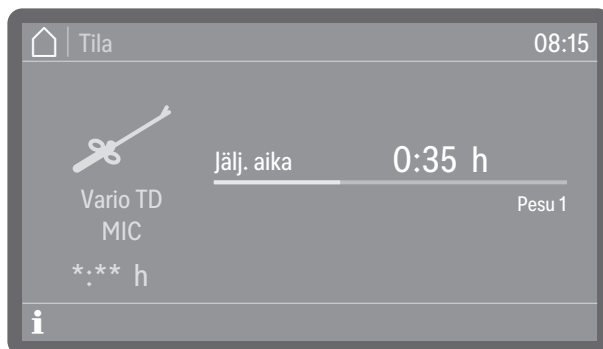 Tila 08:15
Jälj. aika 0:35 h
Pesu 1
Vario TD
MIC
*:** h
i